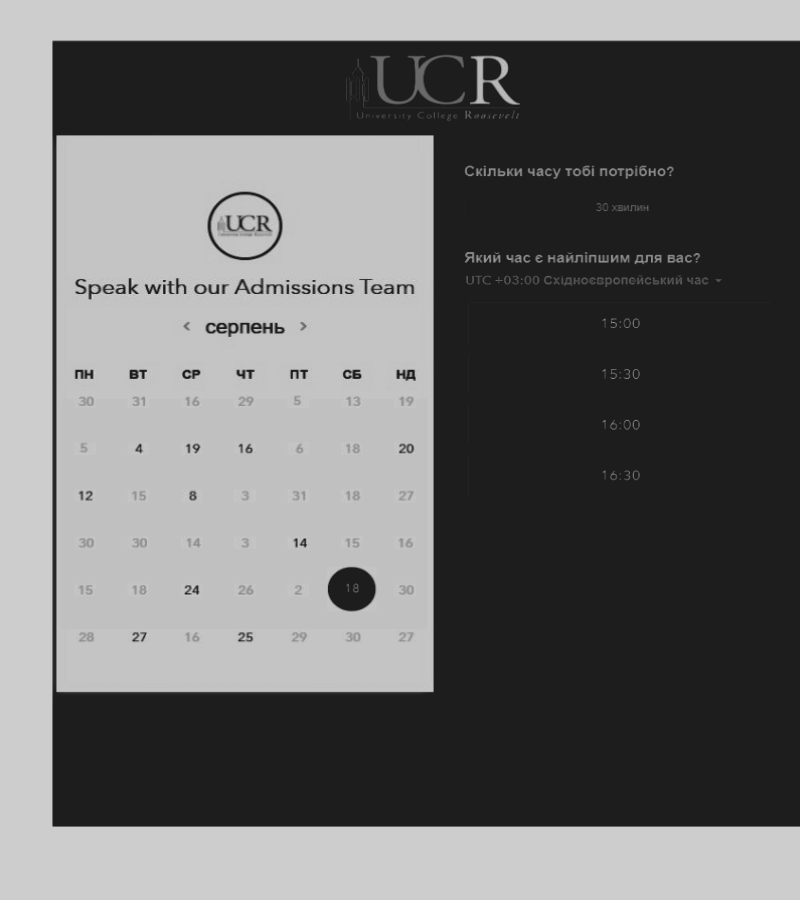 UCR
University College Roosevelt
UCR
Speak with our Admissions Team
< серпень >
ПН ВТ СР ЧТ ПТ СБ НД
30 31 16 29 5 13 19
5 4 19 16 6 18 20
12 15 8 3 31 18 27
30 30 14 3 14 15 16
15 18 24 26 2 18 30
28 27 16 25 29 30 27
Скільки часу тобі потрібно?
30 хвилин
Який час є найліпшим для вас?
UTC +03:00 Східноєвропейський час
15:00
15:30
16:00
16:30